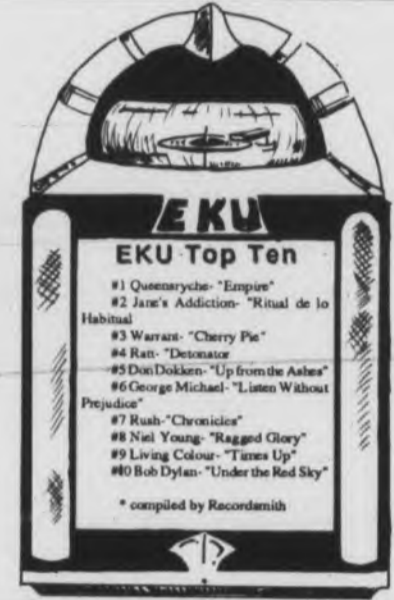 EKU
EKU Top Ten
#1 Queensryche- "Empire"
#2 Jane's Addiction- "Ritual de lo
Habitual
#3 Warrant- "Cherry Pie"
#4 Ratt- "Detonator
#5 Don Dokken- "Up from the Ashes"
#6 George Michael- "Listen Without
Prejudice"
#7 Rush- "Chronicles"
#8 Niel Young- "Ragged Glory"
#9 Living Colour- "Times Up"
#10 Bob Dylan- "Under the Red Sky"
* compiled by Recordsmith